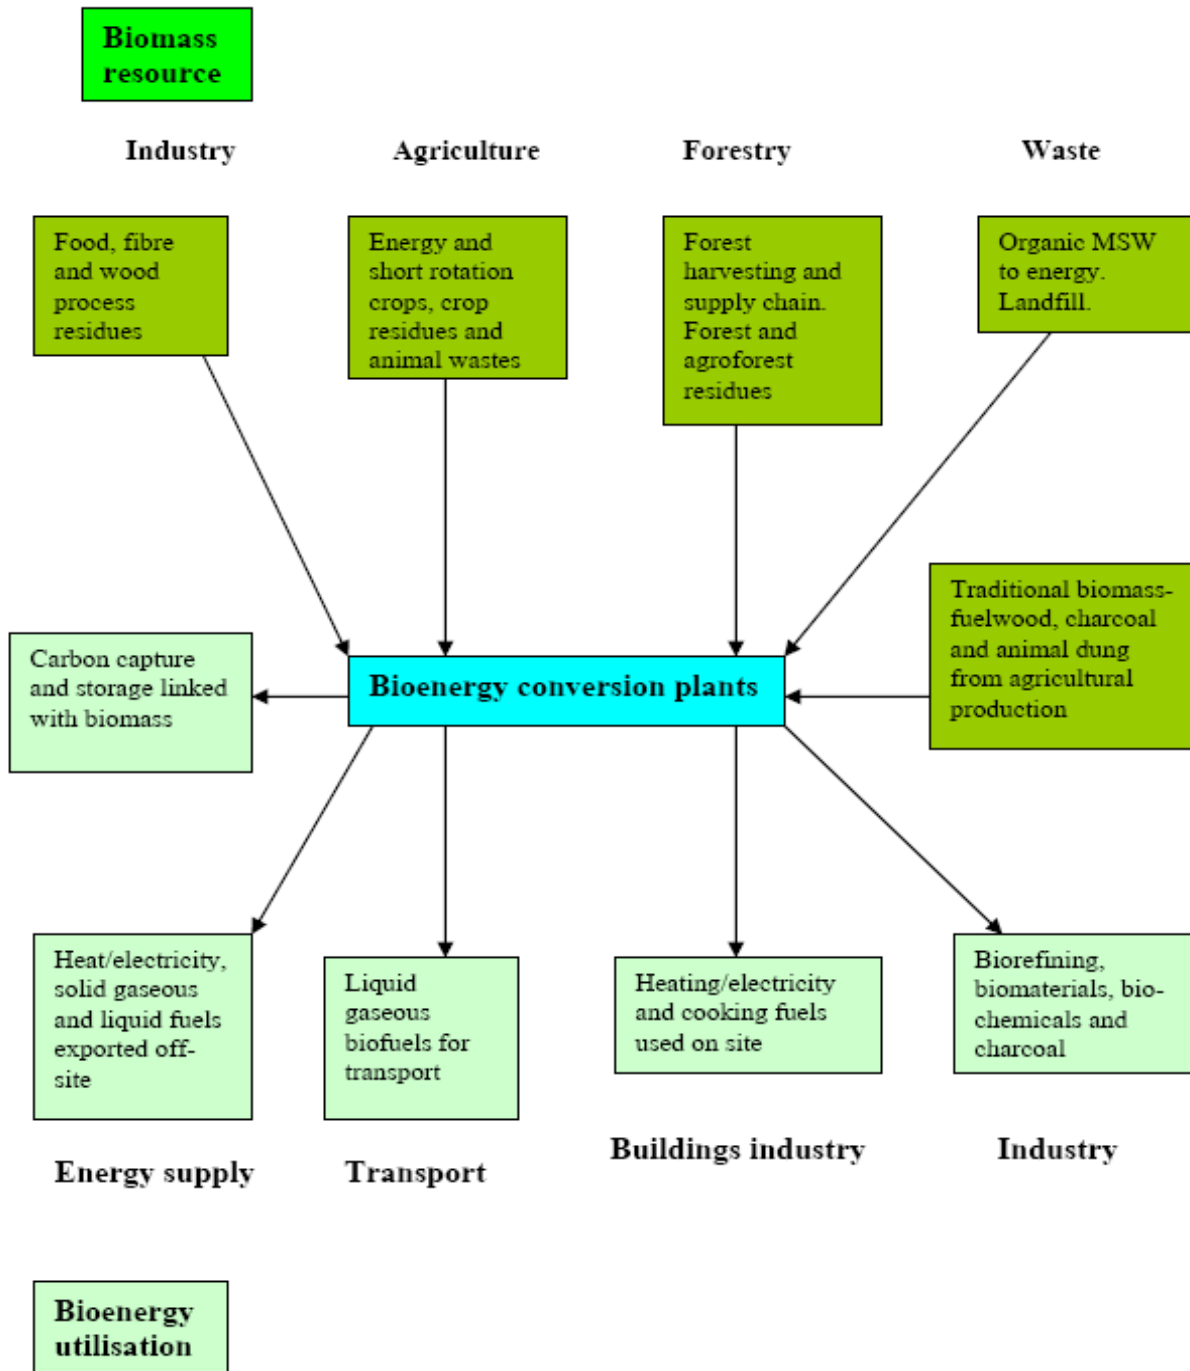 Biomass
resource
Industry
Agriculture
Forestry
Waste
Food, fibre
and wood
process
residues
Energy and
short rotation
crops, crop
residues and
animal wastes
Forest
harvesting and
supply chain.
Forest and
agroforest
residues
Organic MSW
to energy.
Landfill.
Traditional biomass-
fuelwood, charcoal
and animal dung
from agricultural
production
Carbon capture
and storage linked
with biomass
Bioenergy conversion plants
Heat/electricity,
solid gaseous
and liquid fuels
exported off-
site
Liquid
gaseous
biofuels for
transport
Heating/electricity
and cooking fuels
used on site
Biorefining,
biomaterials, bio-
chemicals and
charcoal
Energy supply
Transport
Buildings industry
Industry
Bioenergy
utilisation